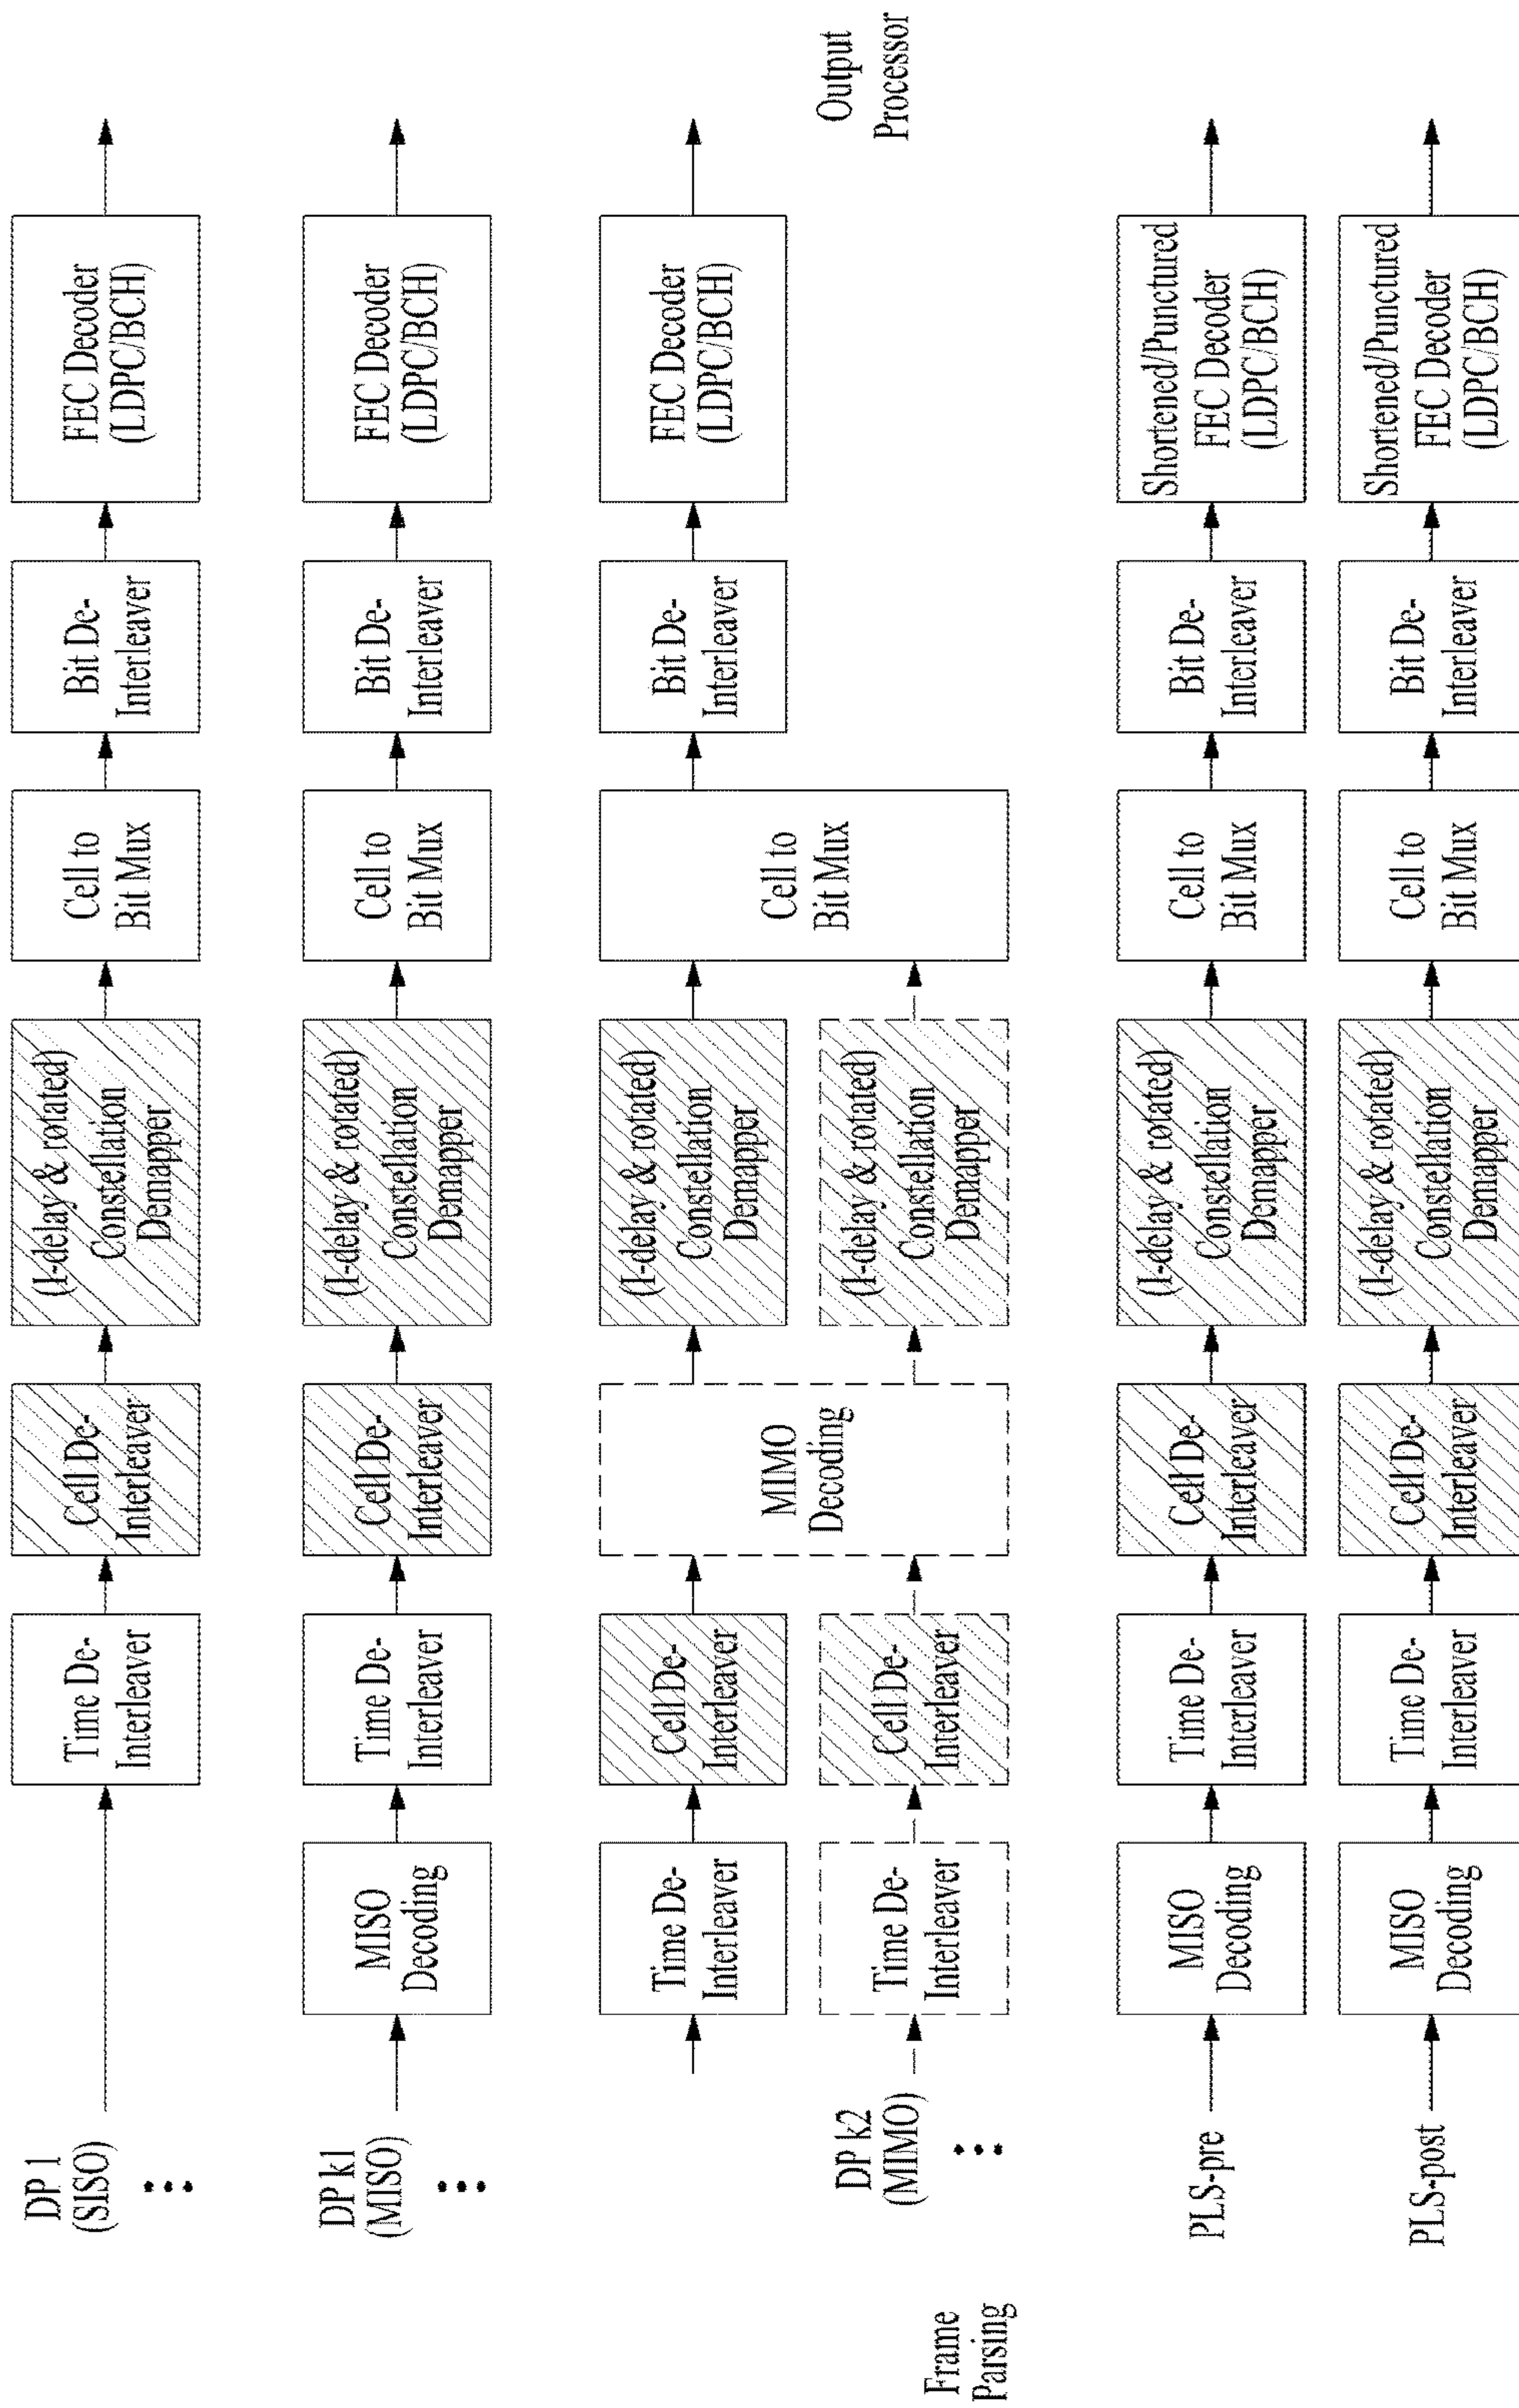 DP 1
(SISO)
Time De-
Interleaver
Cell De-
Interleaver
(I-delay & rotated)
Constellation
Demapper
Cell to
Bit Mux
Bit De-
Interleaver
FEC Decoder
(LDPC/BCH)
DP k1
(MISO)
MISO
Decoding
Time De-
Interleaver
Cell De-
Interleaver
(I-delay & rotated)
Constellation
Demapper
Cell to
Bit Mux
Bit De-
Interleaver
FEC Decoder
(LDPC/BCH)
Time De-
Interleaver
Cell De-
Interleaver
MIMO
Decoding
(I-delay & rotated)
Constellation
Demapper
Cell to
Bit Mux
Bit De-
Interleaver
FEC Decoder
(LDPC/BCH)
DP k2
(MIMO)
Time De-
Interleaver
Cell De-
Interleaver
(I-delay & rotated)
Constellation
Demapper
Output
Processor
Frame
Parsing
PLS-pre
MISO
Decoding
Time De-
Interleaver
Cell De-
Interleaver
(I-delay & rotated)
Constellation
Demapper
Cell to
Bit Mux
Bit De-
Interleaver
Shortened/Punctured
FEC Decoder
(LDPC/BCH)
PLS-post
MISO
Decoding
Time De-
Interleaver
Cell De-
Interleaver
(I-delay & rotated)
Constellation
Demapper
Cell to
Bit Mux
Bit De-
Interleaver
Shortened/Punctured
FEC Decoder
(LDPC/BCH)